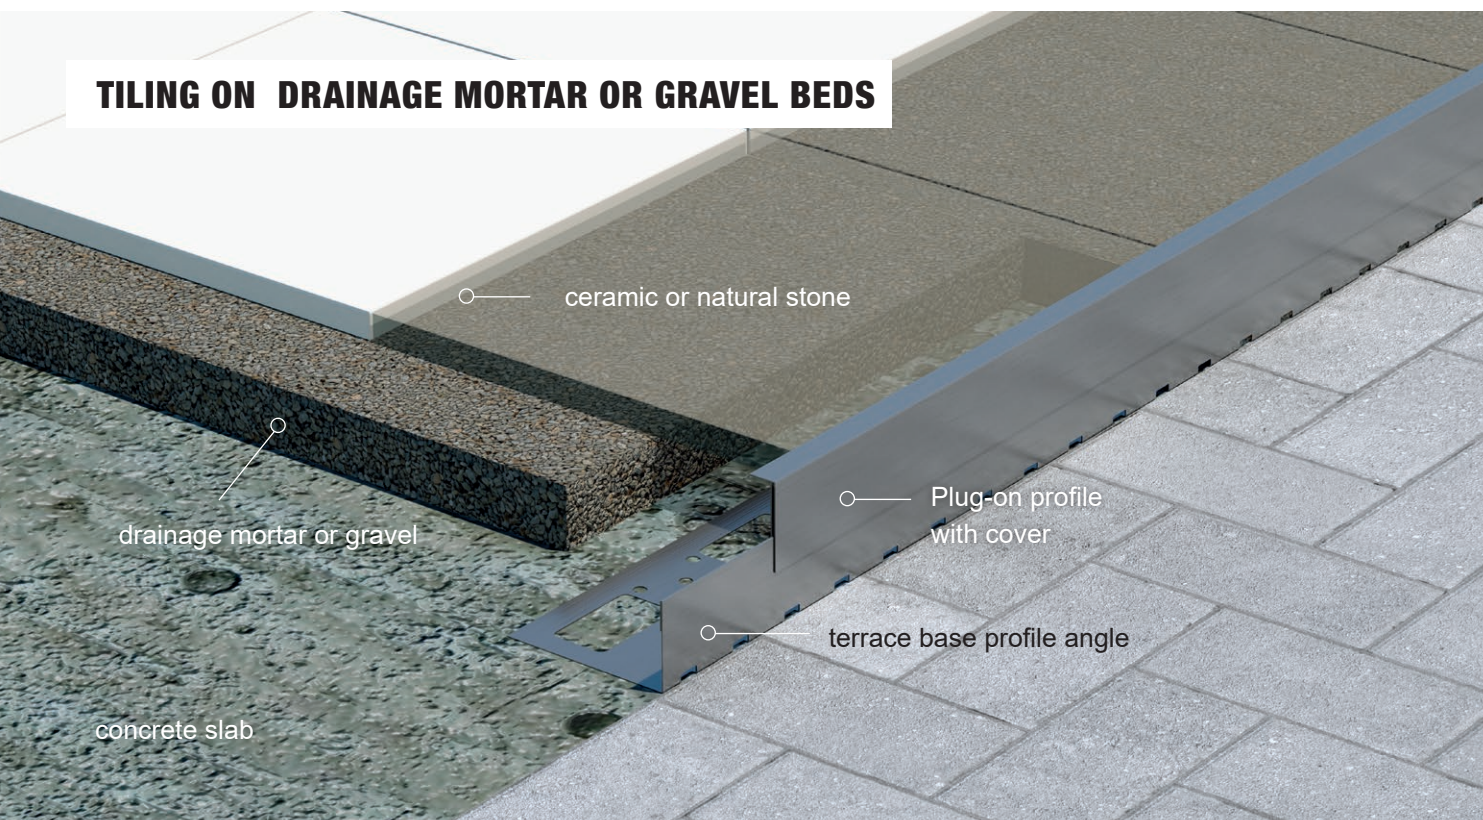 TILING ON DRAINAGE MORTAR OR GRAVEL BEDS
ceramic or natural stone
drainage mortar or gravel
Plug-on profile
with cover
terrace base profile angle
concrete slab